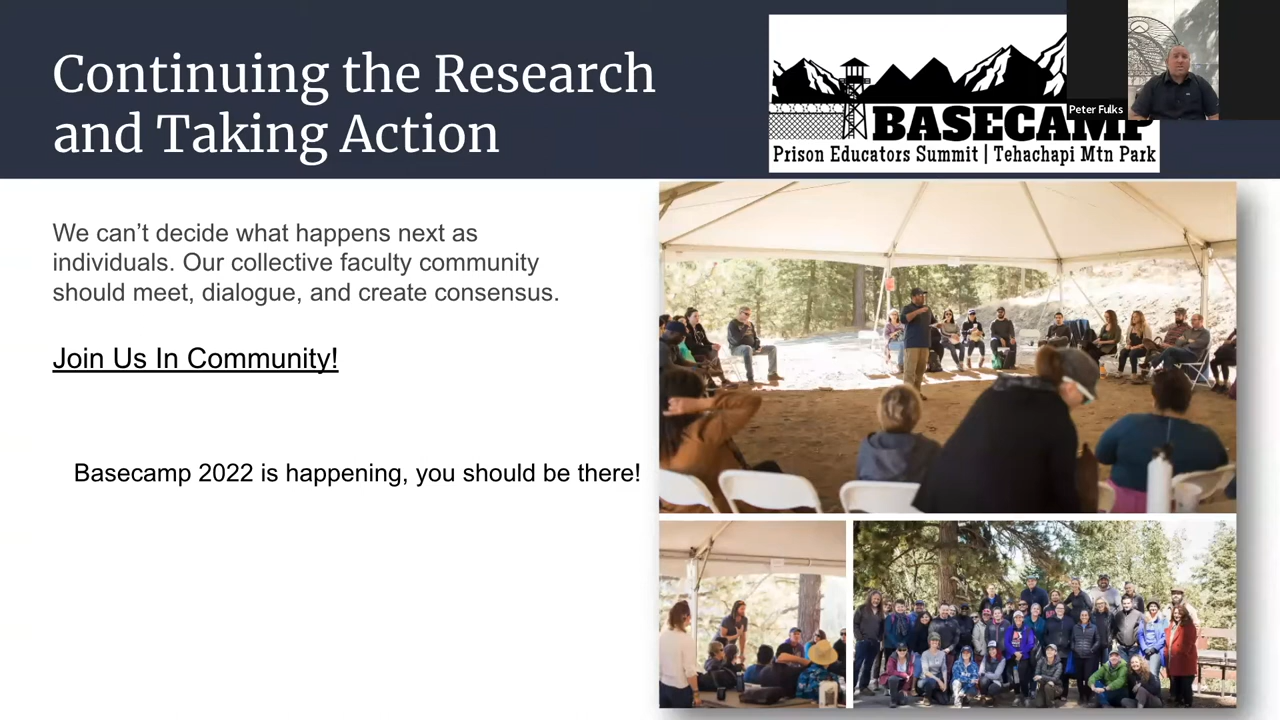 Continuing the Research
and Taking Action
BASECAMP
Prison Educators Summit | Tehachapi Mtn Park
Peter Fulks
We can’t decide what happens next as
individuals. Our collective faculty community
should meet, dialogue, and create consensus.
Join Us In Community!
Basecamp 2022 is happening, you should be there!